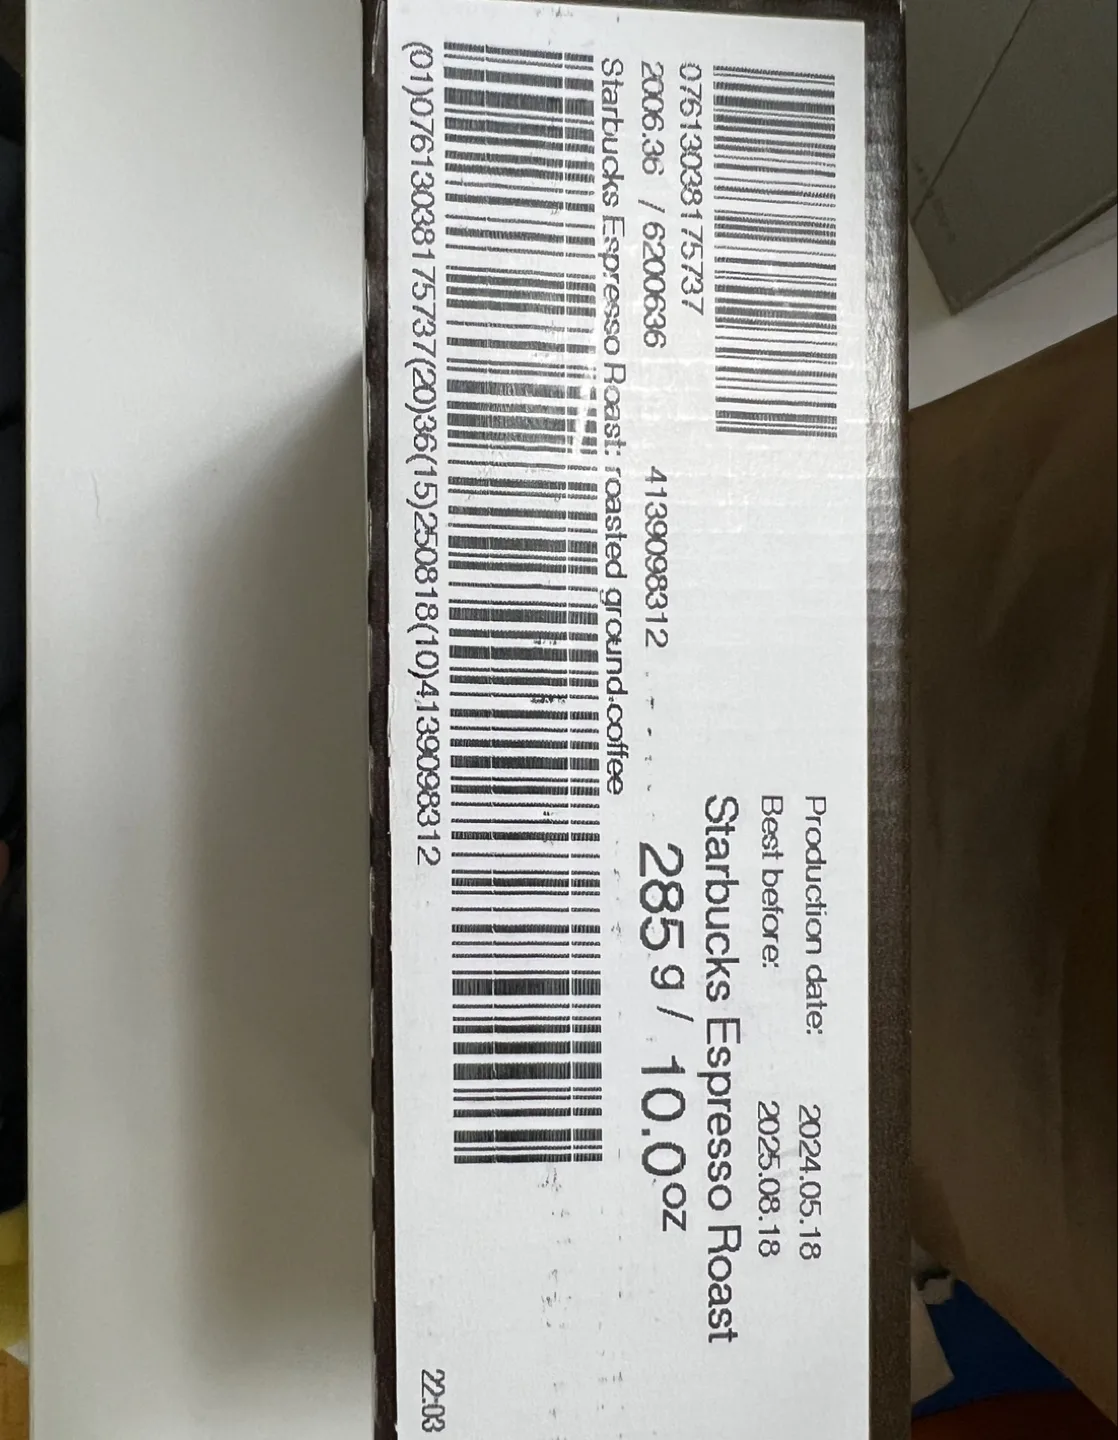 Production date: 2024.05.18
Best before: 2025.08.18
07613038175737
Starbucks Espresso Roast
2006.36 / 6200636 4139098312
285 g / 10.0 oz
Starbucks Espresso Roast: roasted ground coffee
(01)07613038175737(20)36(15)250818(10)4139098312
22:03